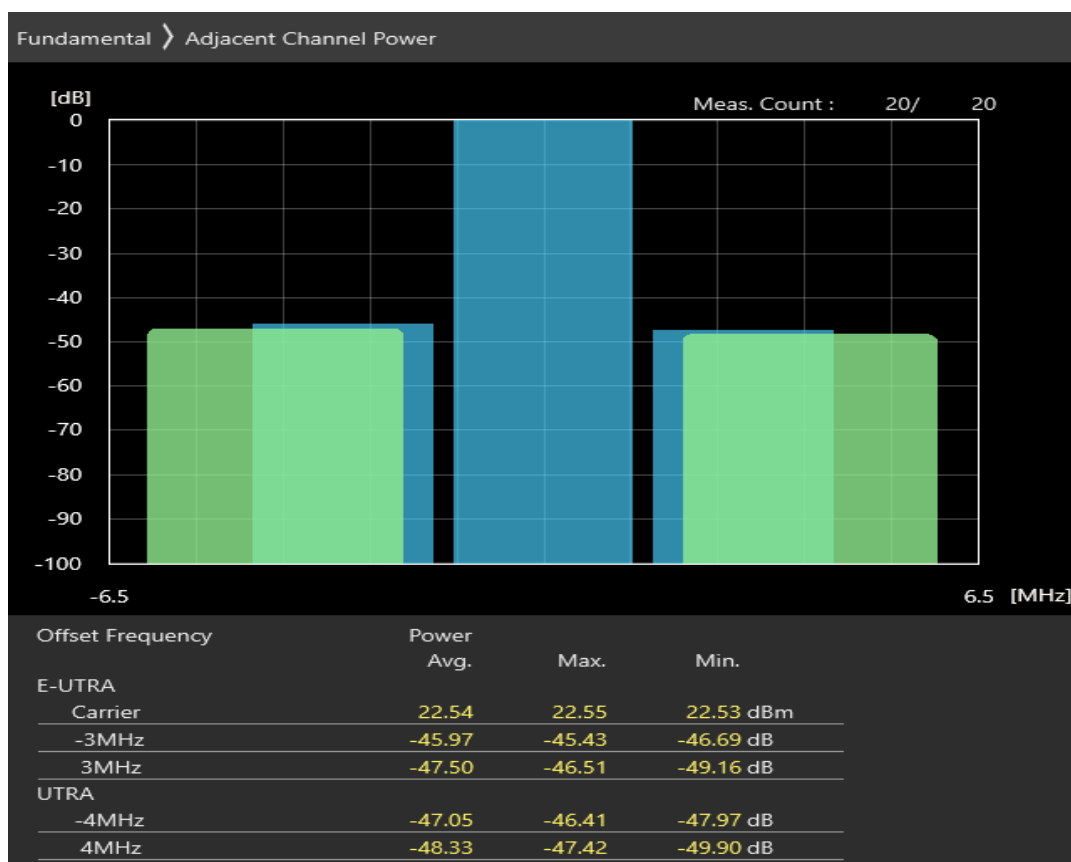 Fundamental 〉 Adjacent Channel Power
[dB]
Meas. Count : 20/ 20
0
-10
-20
-30
-40
-50
-60
-70
-80
-90
-100
-6.5 6.5 [MHz]
Offset Frequency Power
Avg. Max. Min.
E-UTRA
Carrier 22.54 22.55 22.53 dBm
-3MHz -45.97 -45.43 -46.69 dB
3MHz -47.50 -46.51 -49.16 dB
UTRA
-4MHz -47.05 -46.41 -47.97 dB
4MHz -48.33 -47.42 -49.90 dB